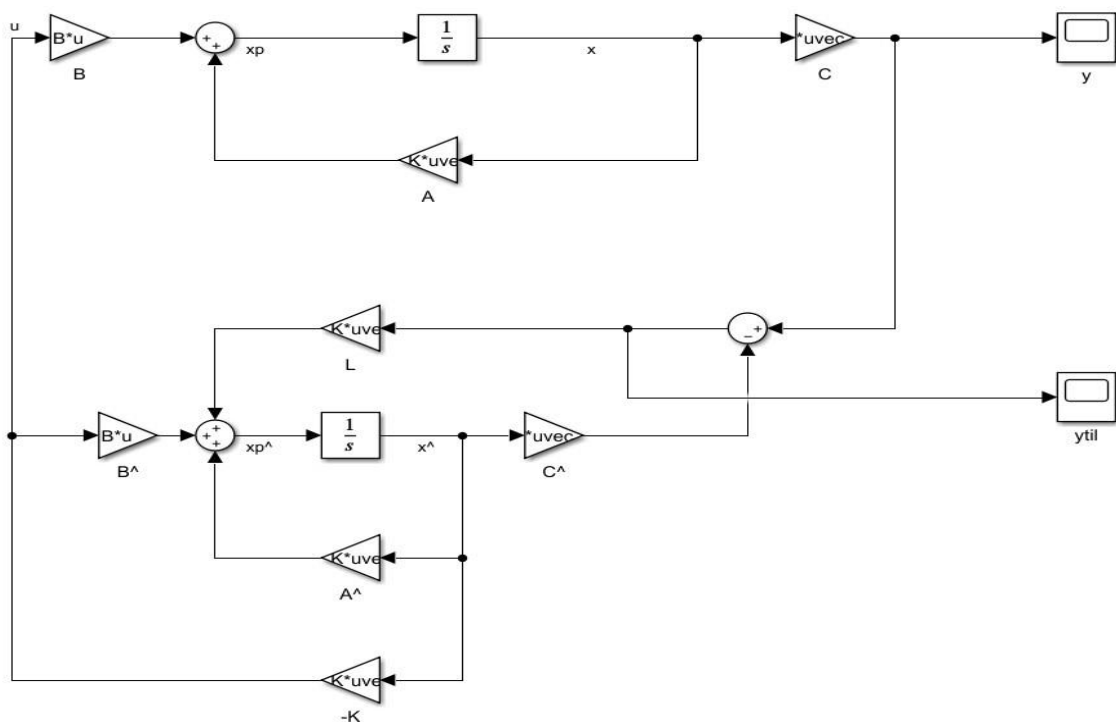 u
B*u
B
+
+
xp
1
s
x
*uvec
C
y
K*uve
A
K*uve
L
−
+
B*u
B^
+
+
+
xp^
1
s
x^
*uvec
C^
ytil
K*uve
A^
K*uve
-K